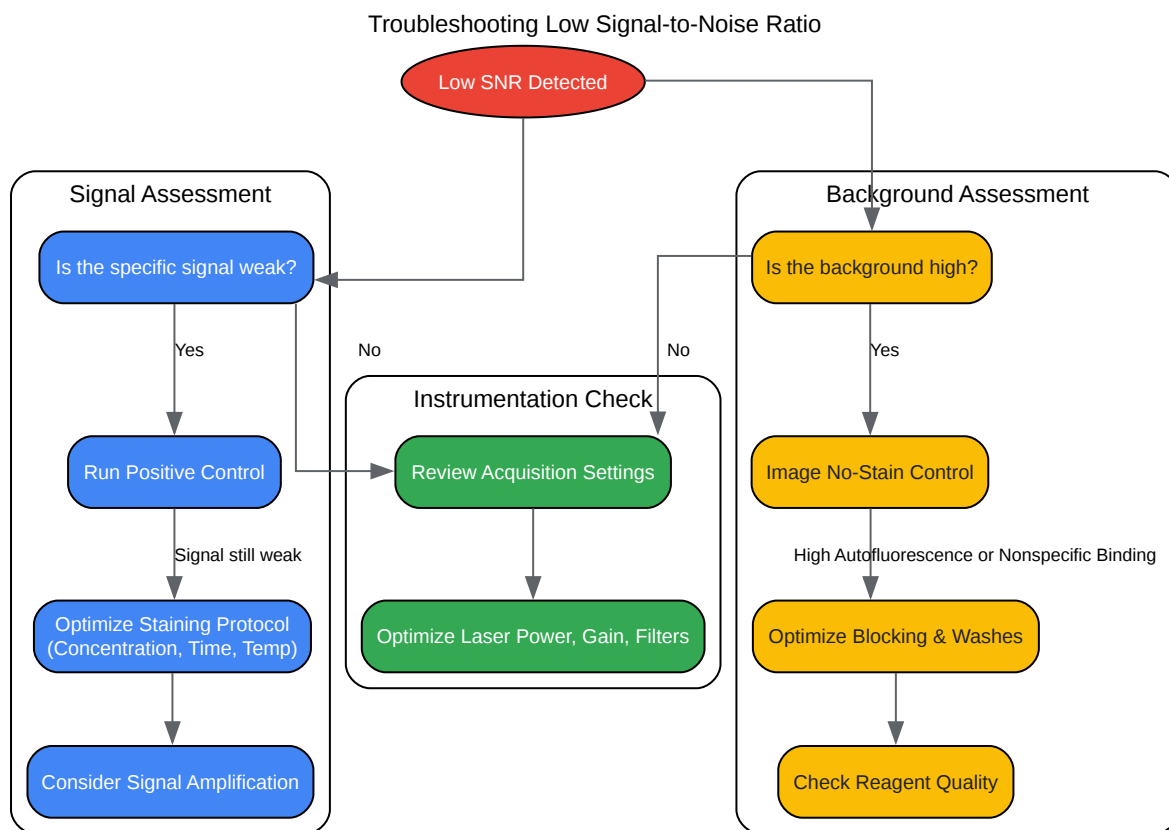 Troubleshooting Low Signal-to-Noise Ratio
Low SNR Detected
Signal Assessment
Is the specific signal weak?
Yes
No
Run Positive Control
Signal still weak
Optimize Staining Protocol
(Concentration, Time, Temp)
Consider Signal Amplification
Instrumentation Check
Review Acquisition Settings
Optimize Laser Power, Gain, Filters
Background Assessment
Is the background high?
No
Yes
Image No-Stain Control
High Autofluorescence or Nonspecific Binding
Optimize Blocking & Washes
Check Reagent Quality